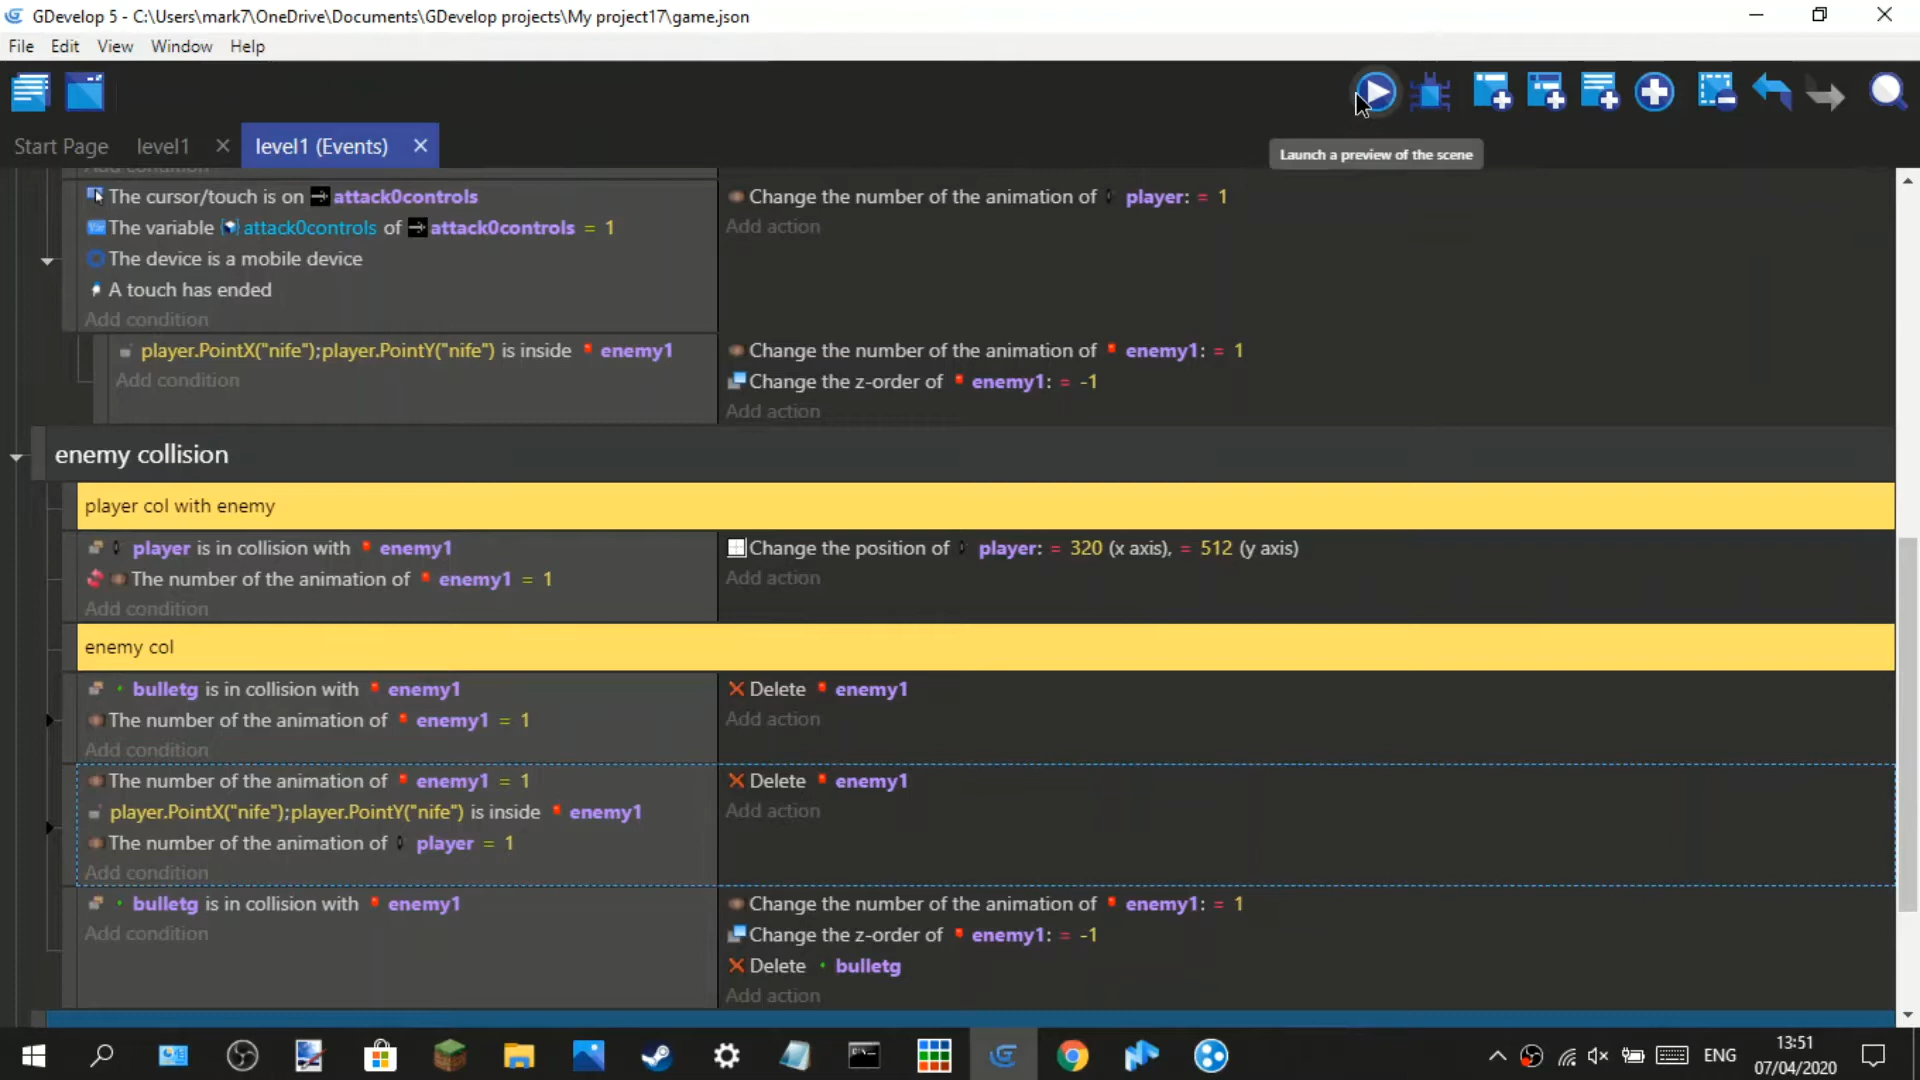 GDevelop 5 - C:\Users\mark7\OneDrive\Documents\GDevelop projects\My project17\game.json
File Edit View Window Help
Launch a preview of the scene
Start Page level1 level1 (Events)
Add condition
The cursor/touch is on attack0controls
Change the number of the animation of player: = 1
The variable attack0controls of attack0controls = 1
Add action
The device is a mobile device
A touch has ended
Add condition
player.PointX("nife");player.PointY("nife") is inside enemy1
Change the number of the animation of enemy1: = 1
Add condition
Change the z-order of enemy1: = -1
Add action
enemy collision
player col with enemy
player is in collision with enemy1
Change the position of player: = 320 (x axis), = 512 (y axis)
The number of the animation of enemy1 = 1
Add action
Add condition
enemy col
bulletg is in collision with enemy1
Delete enemy1
The number of the animation of enemy1 = 1
Add action
Add condition
The number of the animation of enemy1 = 1
Delete enemy1
player.PointX("nife");player.PointY("nife") is inside enemy1
Add action
The number of the animation of player = 1
Add condition
bulletg is in collision with enemy1
Change the number of the animation of enemy1: = 1
Add condition
Change the z-order of enemy1: = -1
Delete bulletg
Add action
ENG
13:51
07/04/2020